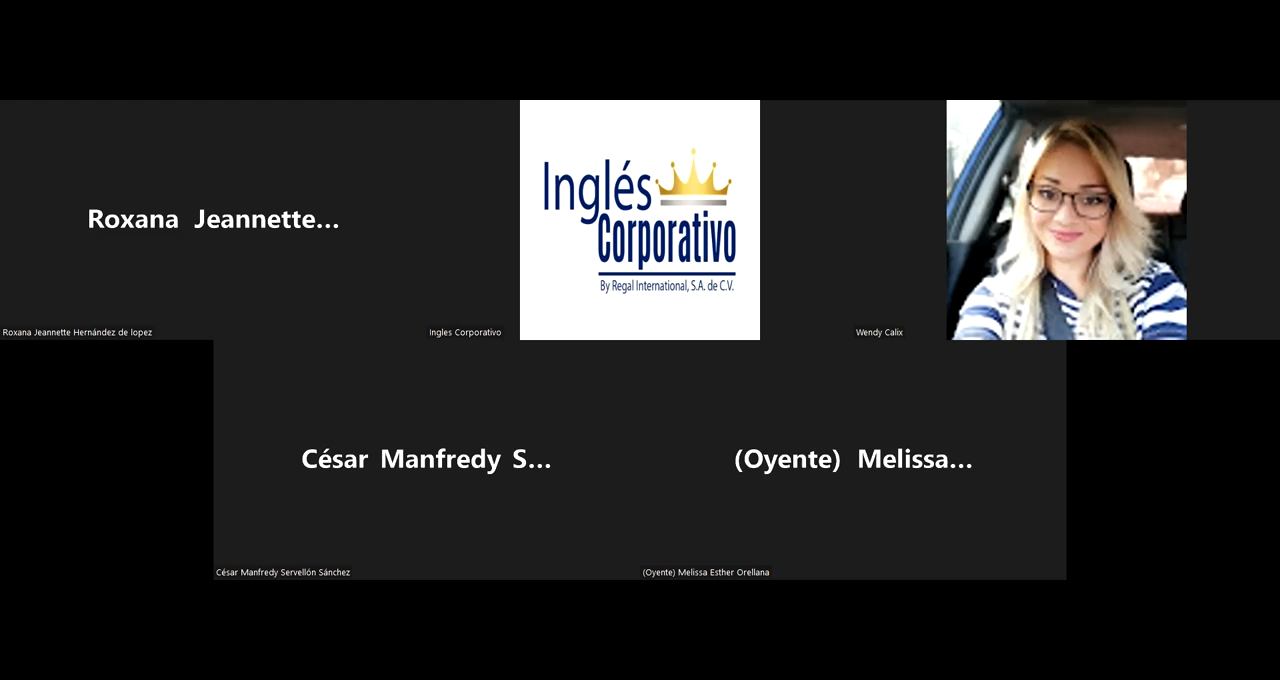 Roxana Jeannette...
Roxana Jeannette Hernández de lopez
Inglés
Corporativo
By Regal International, S.A. de C.V.
Ingles Corporativo
Wendy Calix
César Manfredy S...
César Manfredy Servellón Sánchez
(Oyente) Melissa...
(Oyente) Melissa Esther Orellana